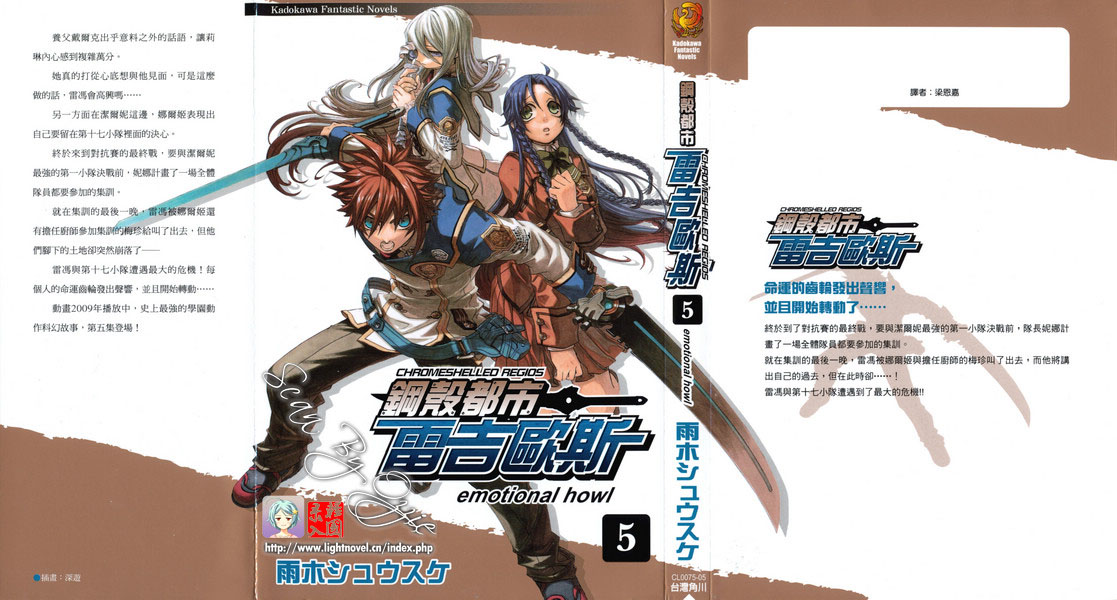 養父戴爾克出乎意料之外的話語，讓莉
琳內心感到複雜萬分。
她真的打從心底想與他見面，可是這麼
做的話，雷馮會高興嗎……
另一方面在潔爾妮這邊，娜爾姬表現出
自己要留在第十七小隊裡面的決心。
終於來到對抗賽的最終戰，要與潔爾妮
最強的第一小隊決戰前，妮娜計畫了一場全體
隊員都要參加的集訓。
就在集訓的最後一晚，雷馮被娜爾姬還
有擔任廚師參加集訓的梅珍給叫了出去，但他
們腳下的土地卻突然崩落了——
雷馮與第十七小隊遭遇最大的危機！每
個人的命運齒輪發出聲響，並且開始轉動……
動畫2009年播放中，史上最強的學園動
作科幻故事，第五集登場！
●插畫：深遊
Kadokawa Fantastic Novels
CHROMESHELLED REGIOS
鋼殼都市
雷吉歐斯
emotional howl
5
Scan By Ozzie
http://www.lightnovel.cn/index.php
雨木シュウスケ
Kadokawa
Fantastic
Novels
鋼殼都市
雷吉歐斯
CHROMESHELLED REGIOS
5
emotional howl
雨木シュウスケ
CL0075-05
台灣角川
譯者：梁恩嘉
CHROMESHELLED REGIOS
鋼殼都市
雷吉歐斯
命運的齒輪發出聲響，
並且開始轉動了……
終於到了對抗賽的最終戰，要與潔爾妮最強的第一小隊決戰前，隊長妮娜計
畫了一場全體隊員都要參加的集訓。
就在集訓的最後一晚，雷馮被娜爾姬與擔任廚師的梅珍叫了出去，而他將講
出自己的過去，但在此時卻……！
雷馮與第十七小隊遭遇到了最大的危機!!